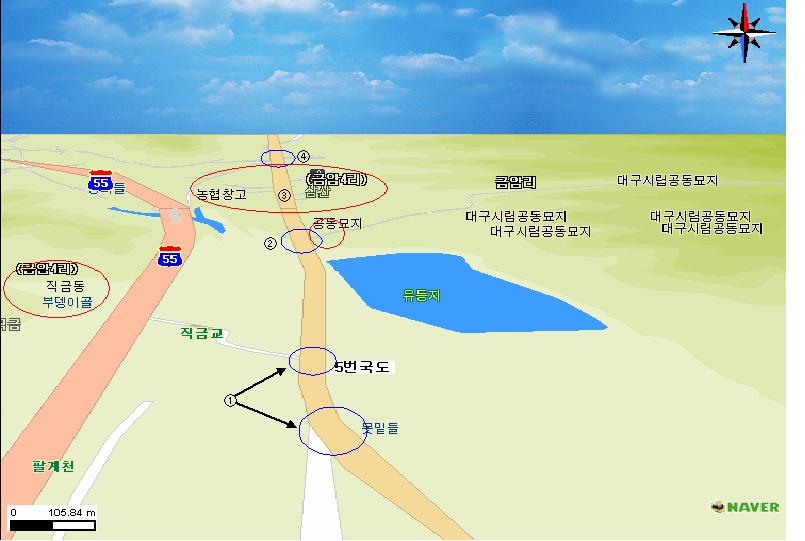 ④
55
들
농협창고
③
(금암4리)
삼산
금암리
대구시립공동묘지
대구시립공동묘지
대구시립공동묘지
대구시립공동묘지
대구시립공동묘지
공동묘지
②
55
(금암4리)
직금동
부뎅이골
유등지
직금교
5번국도
①
못밑들
팔계천
0 105.84 m
NAVER